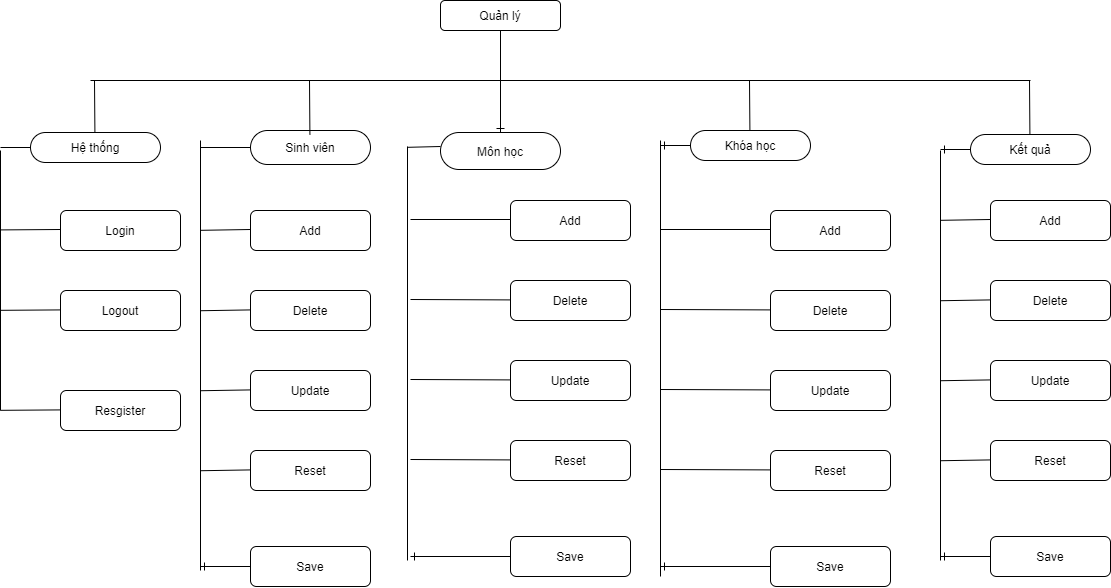 Quản lý
Hệ thống
Sinh viên
Môn học
Khóa học
Kết quả
Login
Logout
Resgister
Add
Delete
Update
Reset
Save
Add
Delete
Update
Reset
Save
Add
Delete
Update
Reset
Save
Add
Delete
Update
Reset
Save